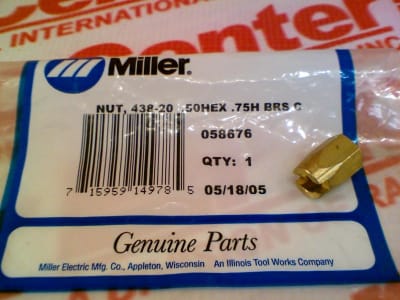 Center
INTERNATIONAL
Miller.
NUT, 438-20 .50HEX .75H BRS C
058676
QTY: 1
7 15959 14978 5
05/18/05
Genuine Parts
Miller Electric Mfg. Co., Appleton, Wisconsin An Illinois Tool Works Company